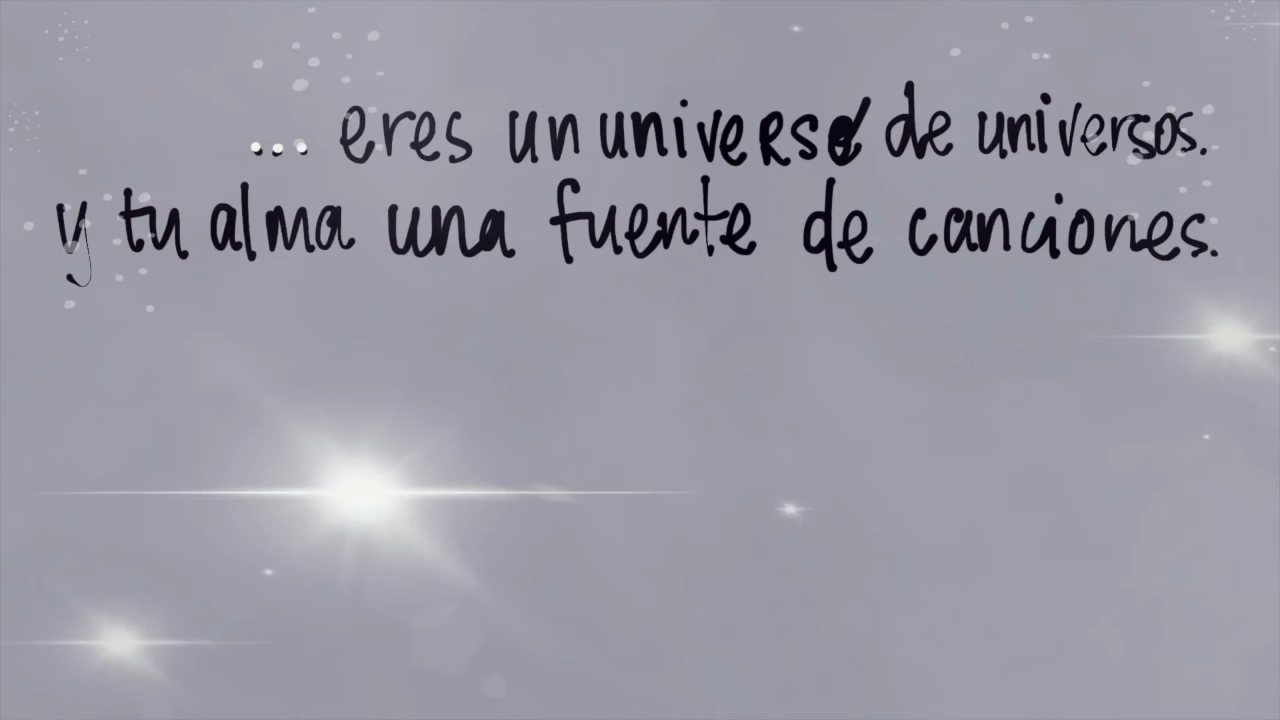 ... eres un universo de universos.
y tu alma una fuente de canciones.